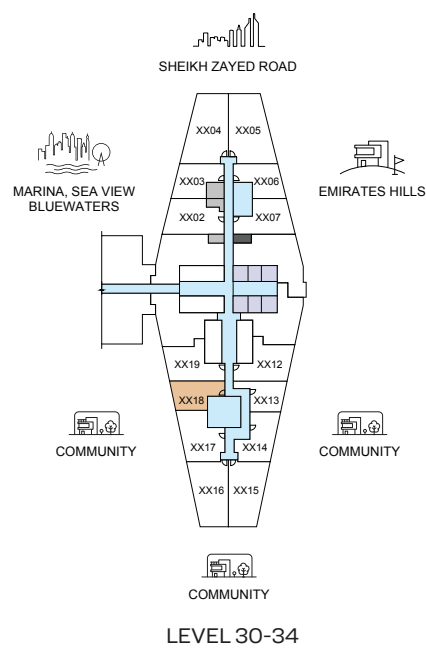 SHEIKH ZAYED ROAD
XX04 XX05
MARINA, SEA VIEW
BLUEWATERS
XX03 XX06
EMIRATES HILLS
XX02 XX07
XX19 XX12
XX18 XX13
COMMUNITY
XX17 XX14
COMMUNITY
XX16 XX15
COMMUNITY
LEVEL 30-34